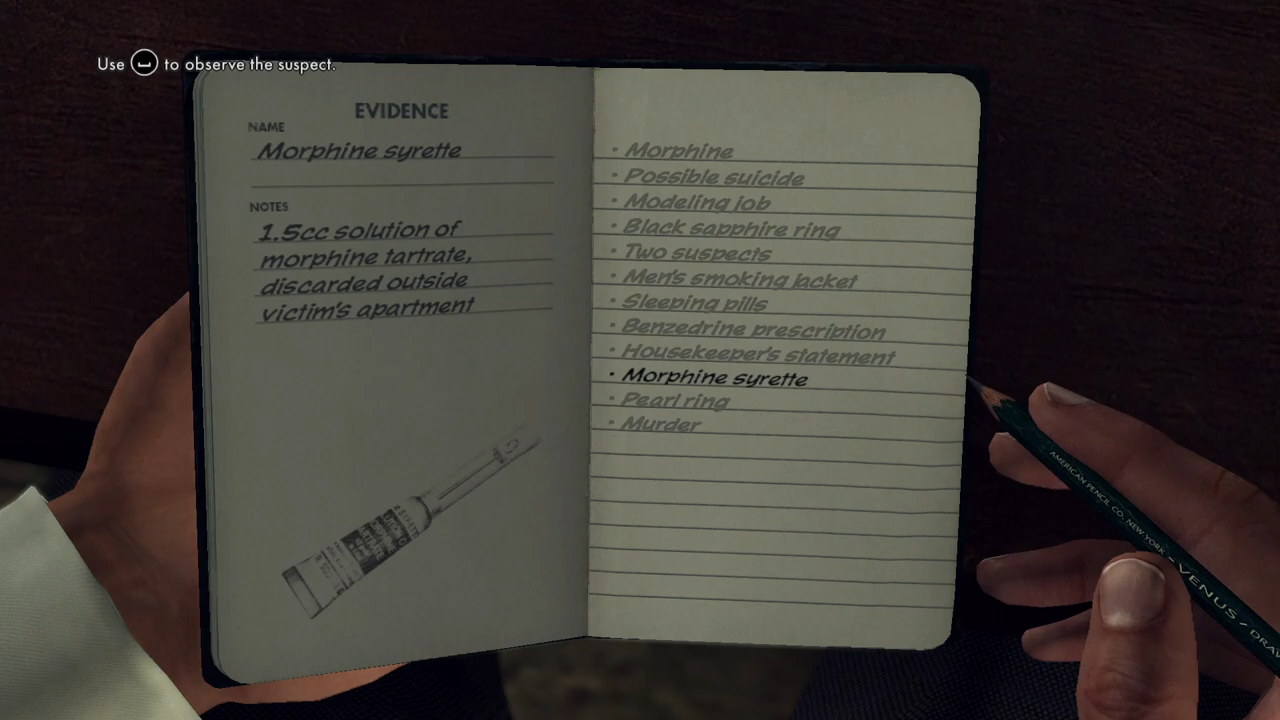 Use to observe the suspect.
EVIDENCE
NAME
Morphine syrette
NOTES
1.5cc solution of
morphine tartrate,
discarded outside
victim's apartment
• Morphine
• Possible suicide
• Modeling job
• Black sapphire ring
• Two suspects
• Men's smoking jacket
• Sleeping pills
• Benzedrine prescription
• Housekeeper's statement
• Morphine syrette
• Pearl ring
• Murder
AMERICAN PENCIL CO. NEW YORK
VENUS